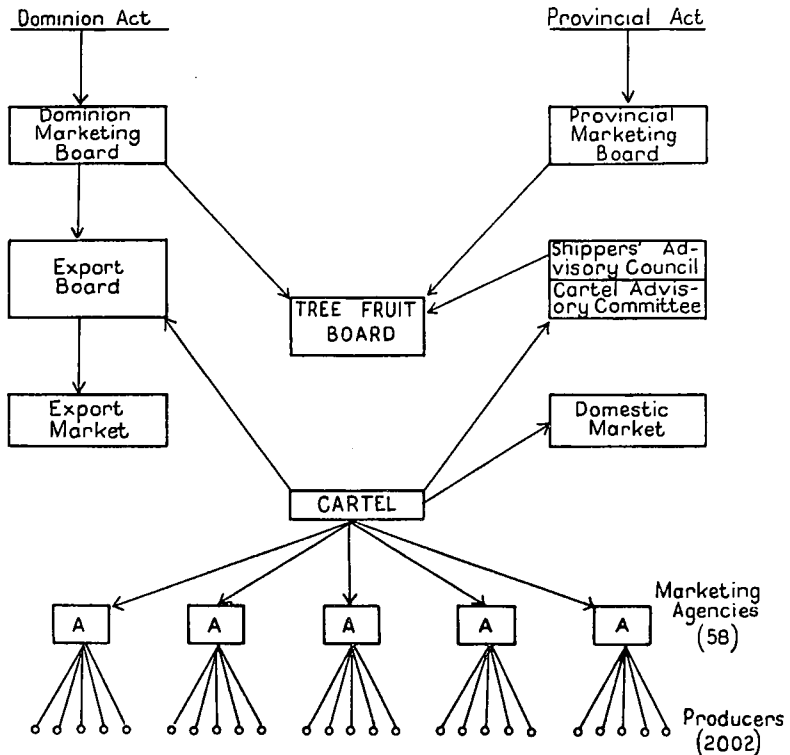 Dominion Act
Provincial Act
Dominion
Marketing
Board
Provincial
Marketing
Board
Export
Board
Shippers' Ad-
visory Council
Cartel Advis-
ory Committee
TREE FRUIT
BOARD
Export
Market
Domestic
Market
CARTEL
Marketing
Agencies
(58)
A
A
A
A
A
Producers
(2002)